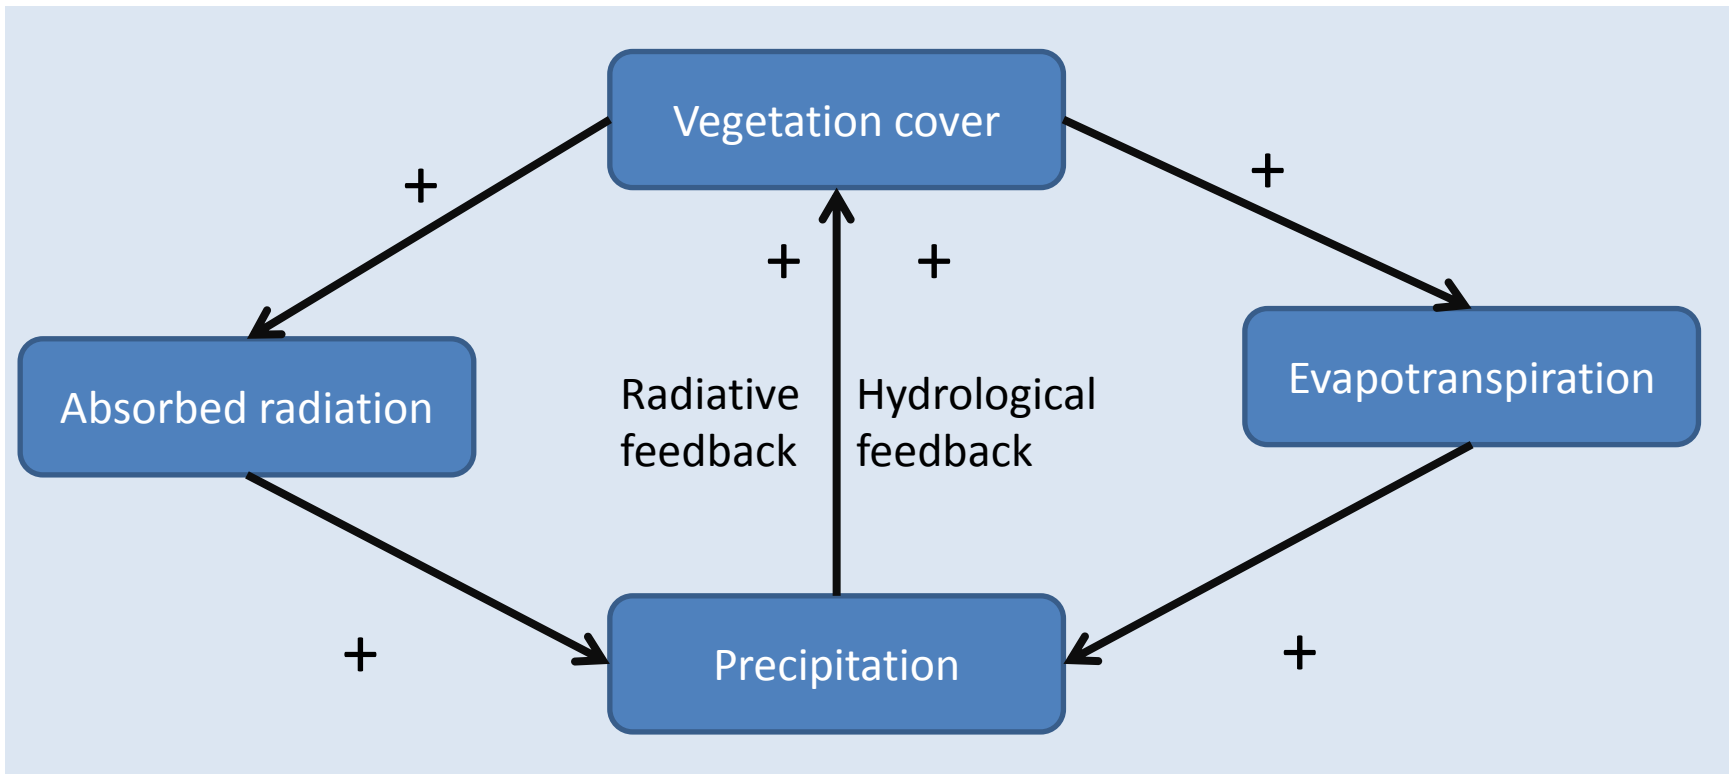 Vegetation cover
+
+
+
+
Absorbed radiation
Radiative
feedback
Hydrological
feedback
Evapotranspiration
+
Precipitation
+